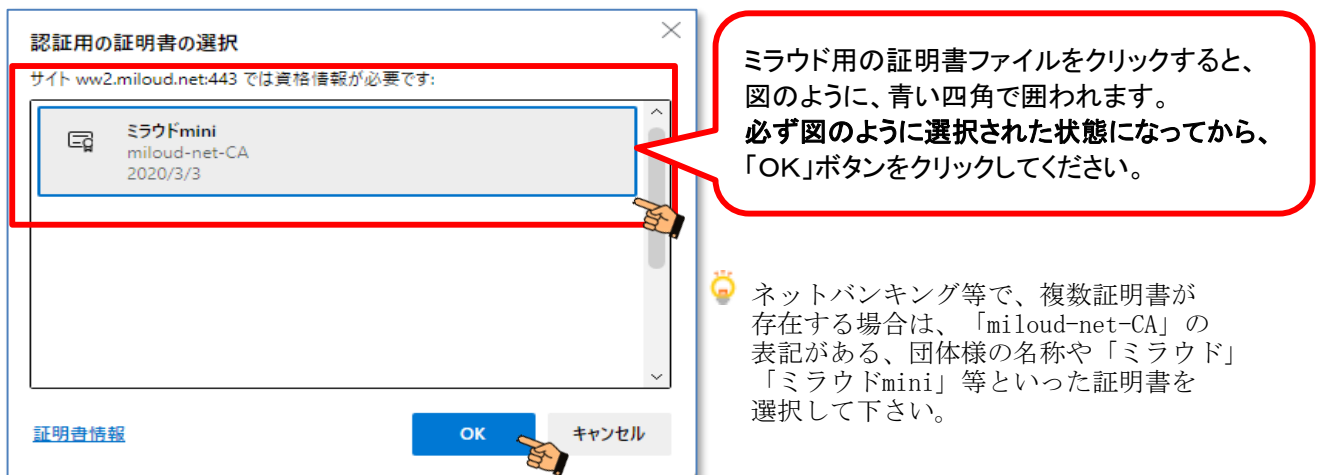 認証用の証明書の選択
サイト ww2.miloud.net:443 では資格情報が必要です:
ミラウドmini
miloud-net-CA
2020/3/3
証明書情報
OK
キャンセル
ミラウド用の証明書ファイルをクリックすると、
図のように、青い四角で囲われます。
必ず図のように選択された状態になってから、
「OK」ボタンをクリックしてください。
ネットバンキング等で、複数証明書が
存在する場合は、「miloud-net-CA」の
表記がある、団体様の名称や「ミラウド」
「ミラウドmini」等といった証明書を
選択して下さい。